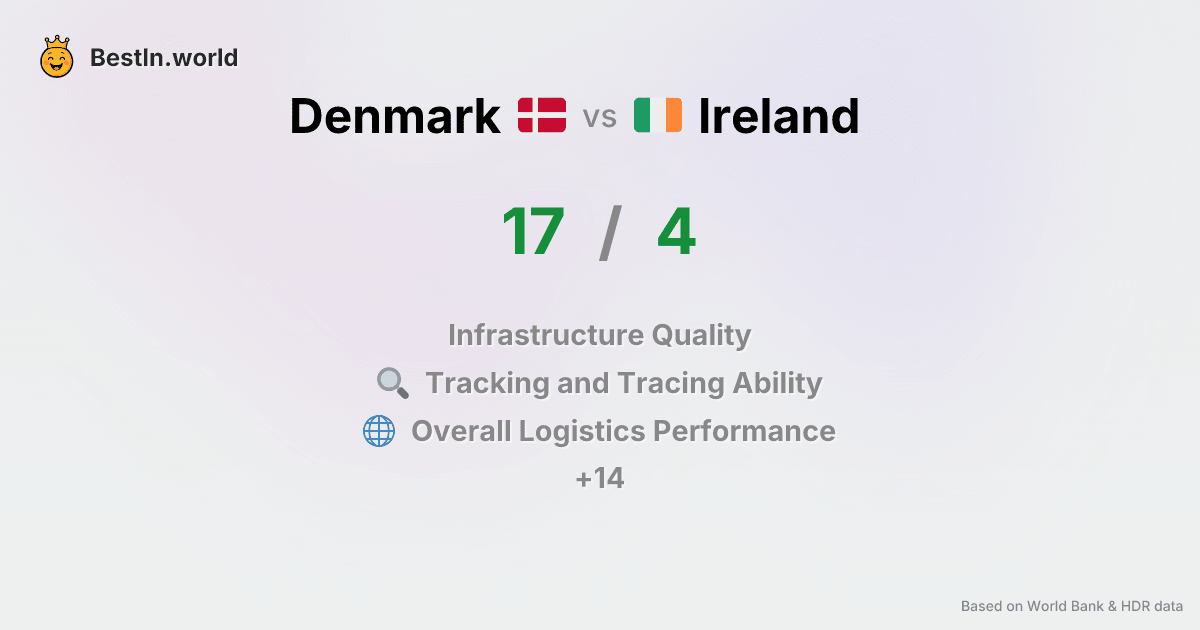 BestIn.world
Denmark vs Ireland
17 / 4
Infrastructure Quality
Tracking and Tracing Ability
Overall Logistics Performance
+14
Based on World Bank & HDR data